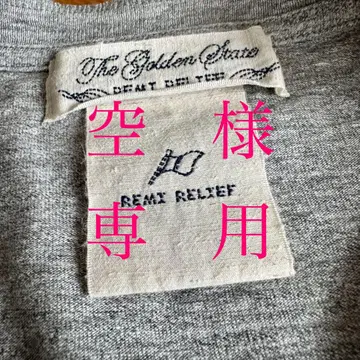 The Golden State
REMI RELIEF
空様
REMI RELIEF
専用